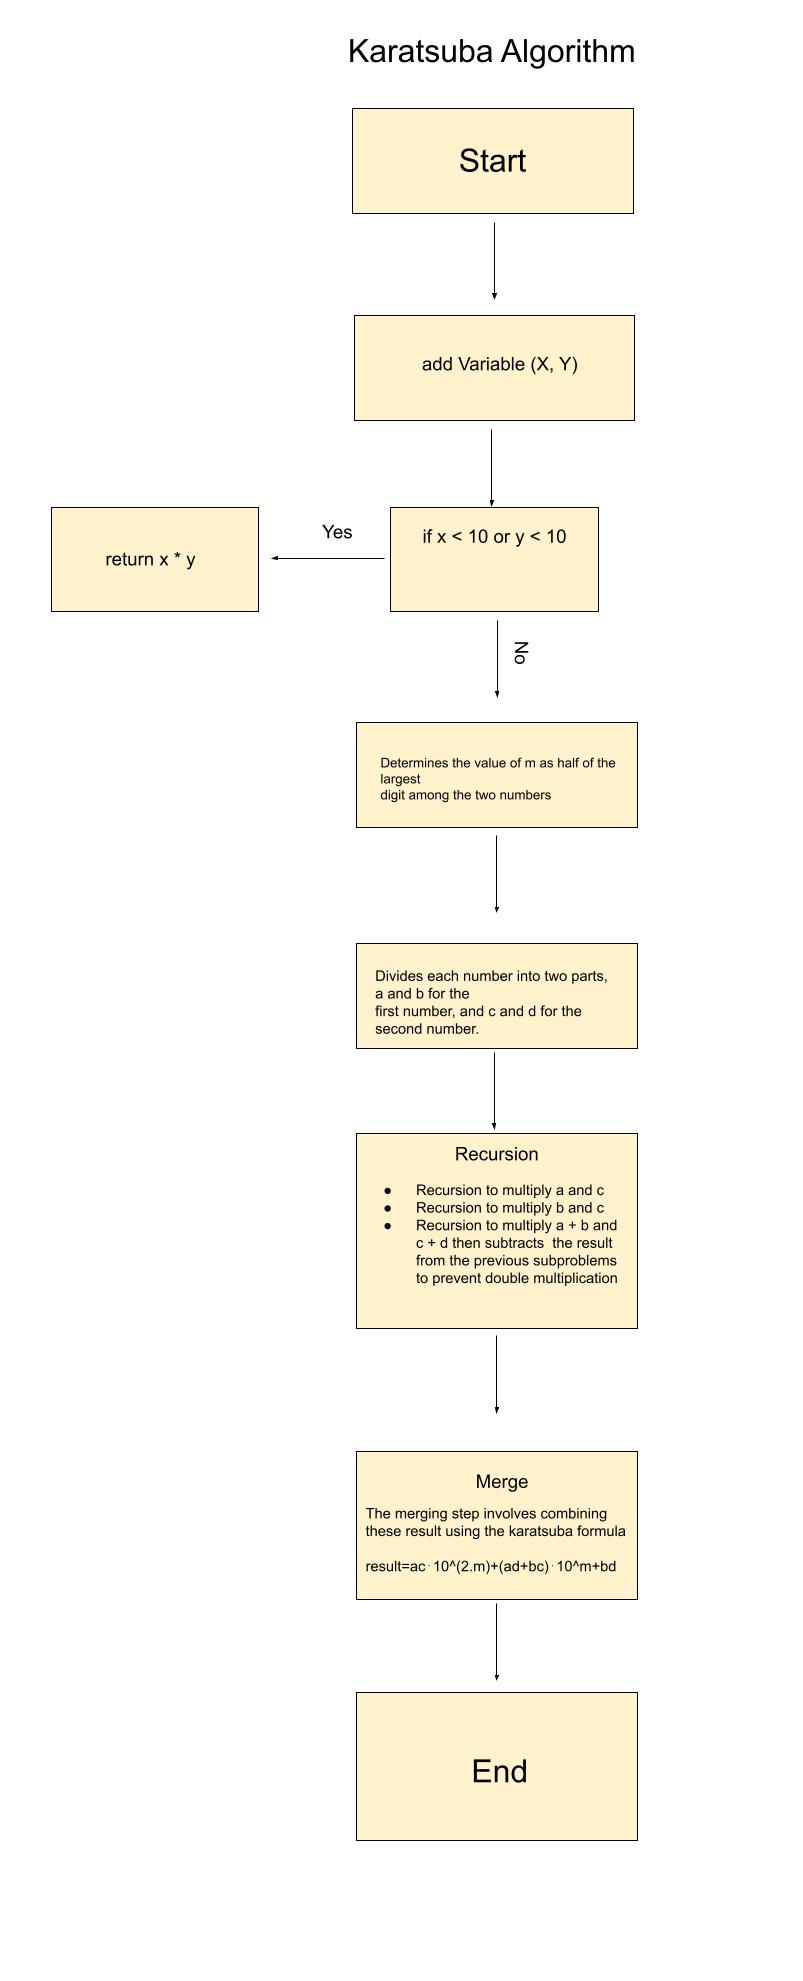 Karatsuba Algorithm
Start
add Variable (X, Y)
if x < 10 or y < 10
Yes
return x * y
No
Determines the value of m as half of the
largest
digit among the two numbers
Divides each number into two parts,
a and b for the
first number, and c and d for the
second number.
Recursion
● Recursion to multiply a and c
● Recursion to multiply b and c
● Recursion to multiply a + b and
c + d then subtracts  the result
from the previous subproblems
to prevent double multiplication
Merge
The merging step involves combining
these result using the karatsuba formula
result=ac · 10^(2.m)+(ad+bc) · 10^m+bd
End